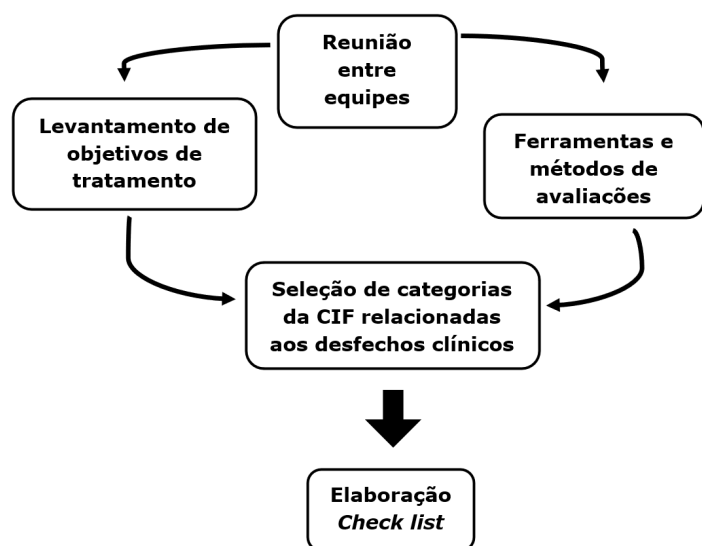 Reunião
entre
equipes
Levantamento de
objetivos de
tratamento
Ferramentas e
métodos de
avaliacões
Seleção de categorias
da CIF relacionadas
aos desfechos clínicos
Elaboração
Check list